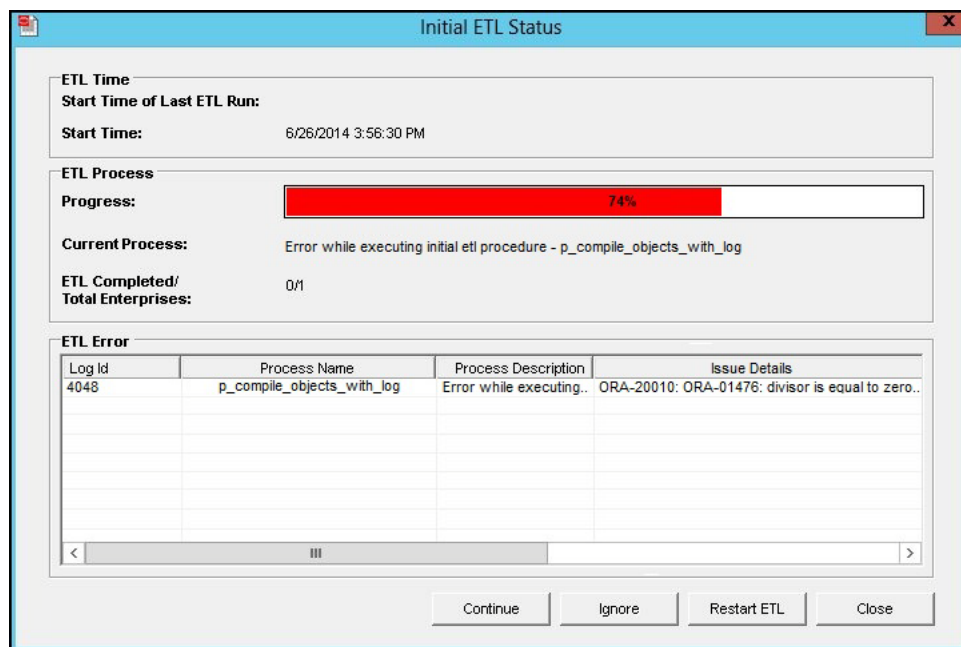 Initial ETL Status
x
ETL Time
Start Time of Last ETL Run:
Start Time: 6/26/2014 3:56:30 PM
ETL Process
Progress: 74%
Current Process: Error while executing initial etl procedure - p_compile_objects_with_log
ETL Completed/
Total Enterprises: 0/1
ETL Error
Log Id Process Name Process Description Issue Details
4048 p_compile_objects_with_log Error while executing.. ORA-20010: ORA-01476: divisor is equal to zero..
Continue Ignore Restart ETL Close